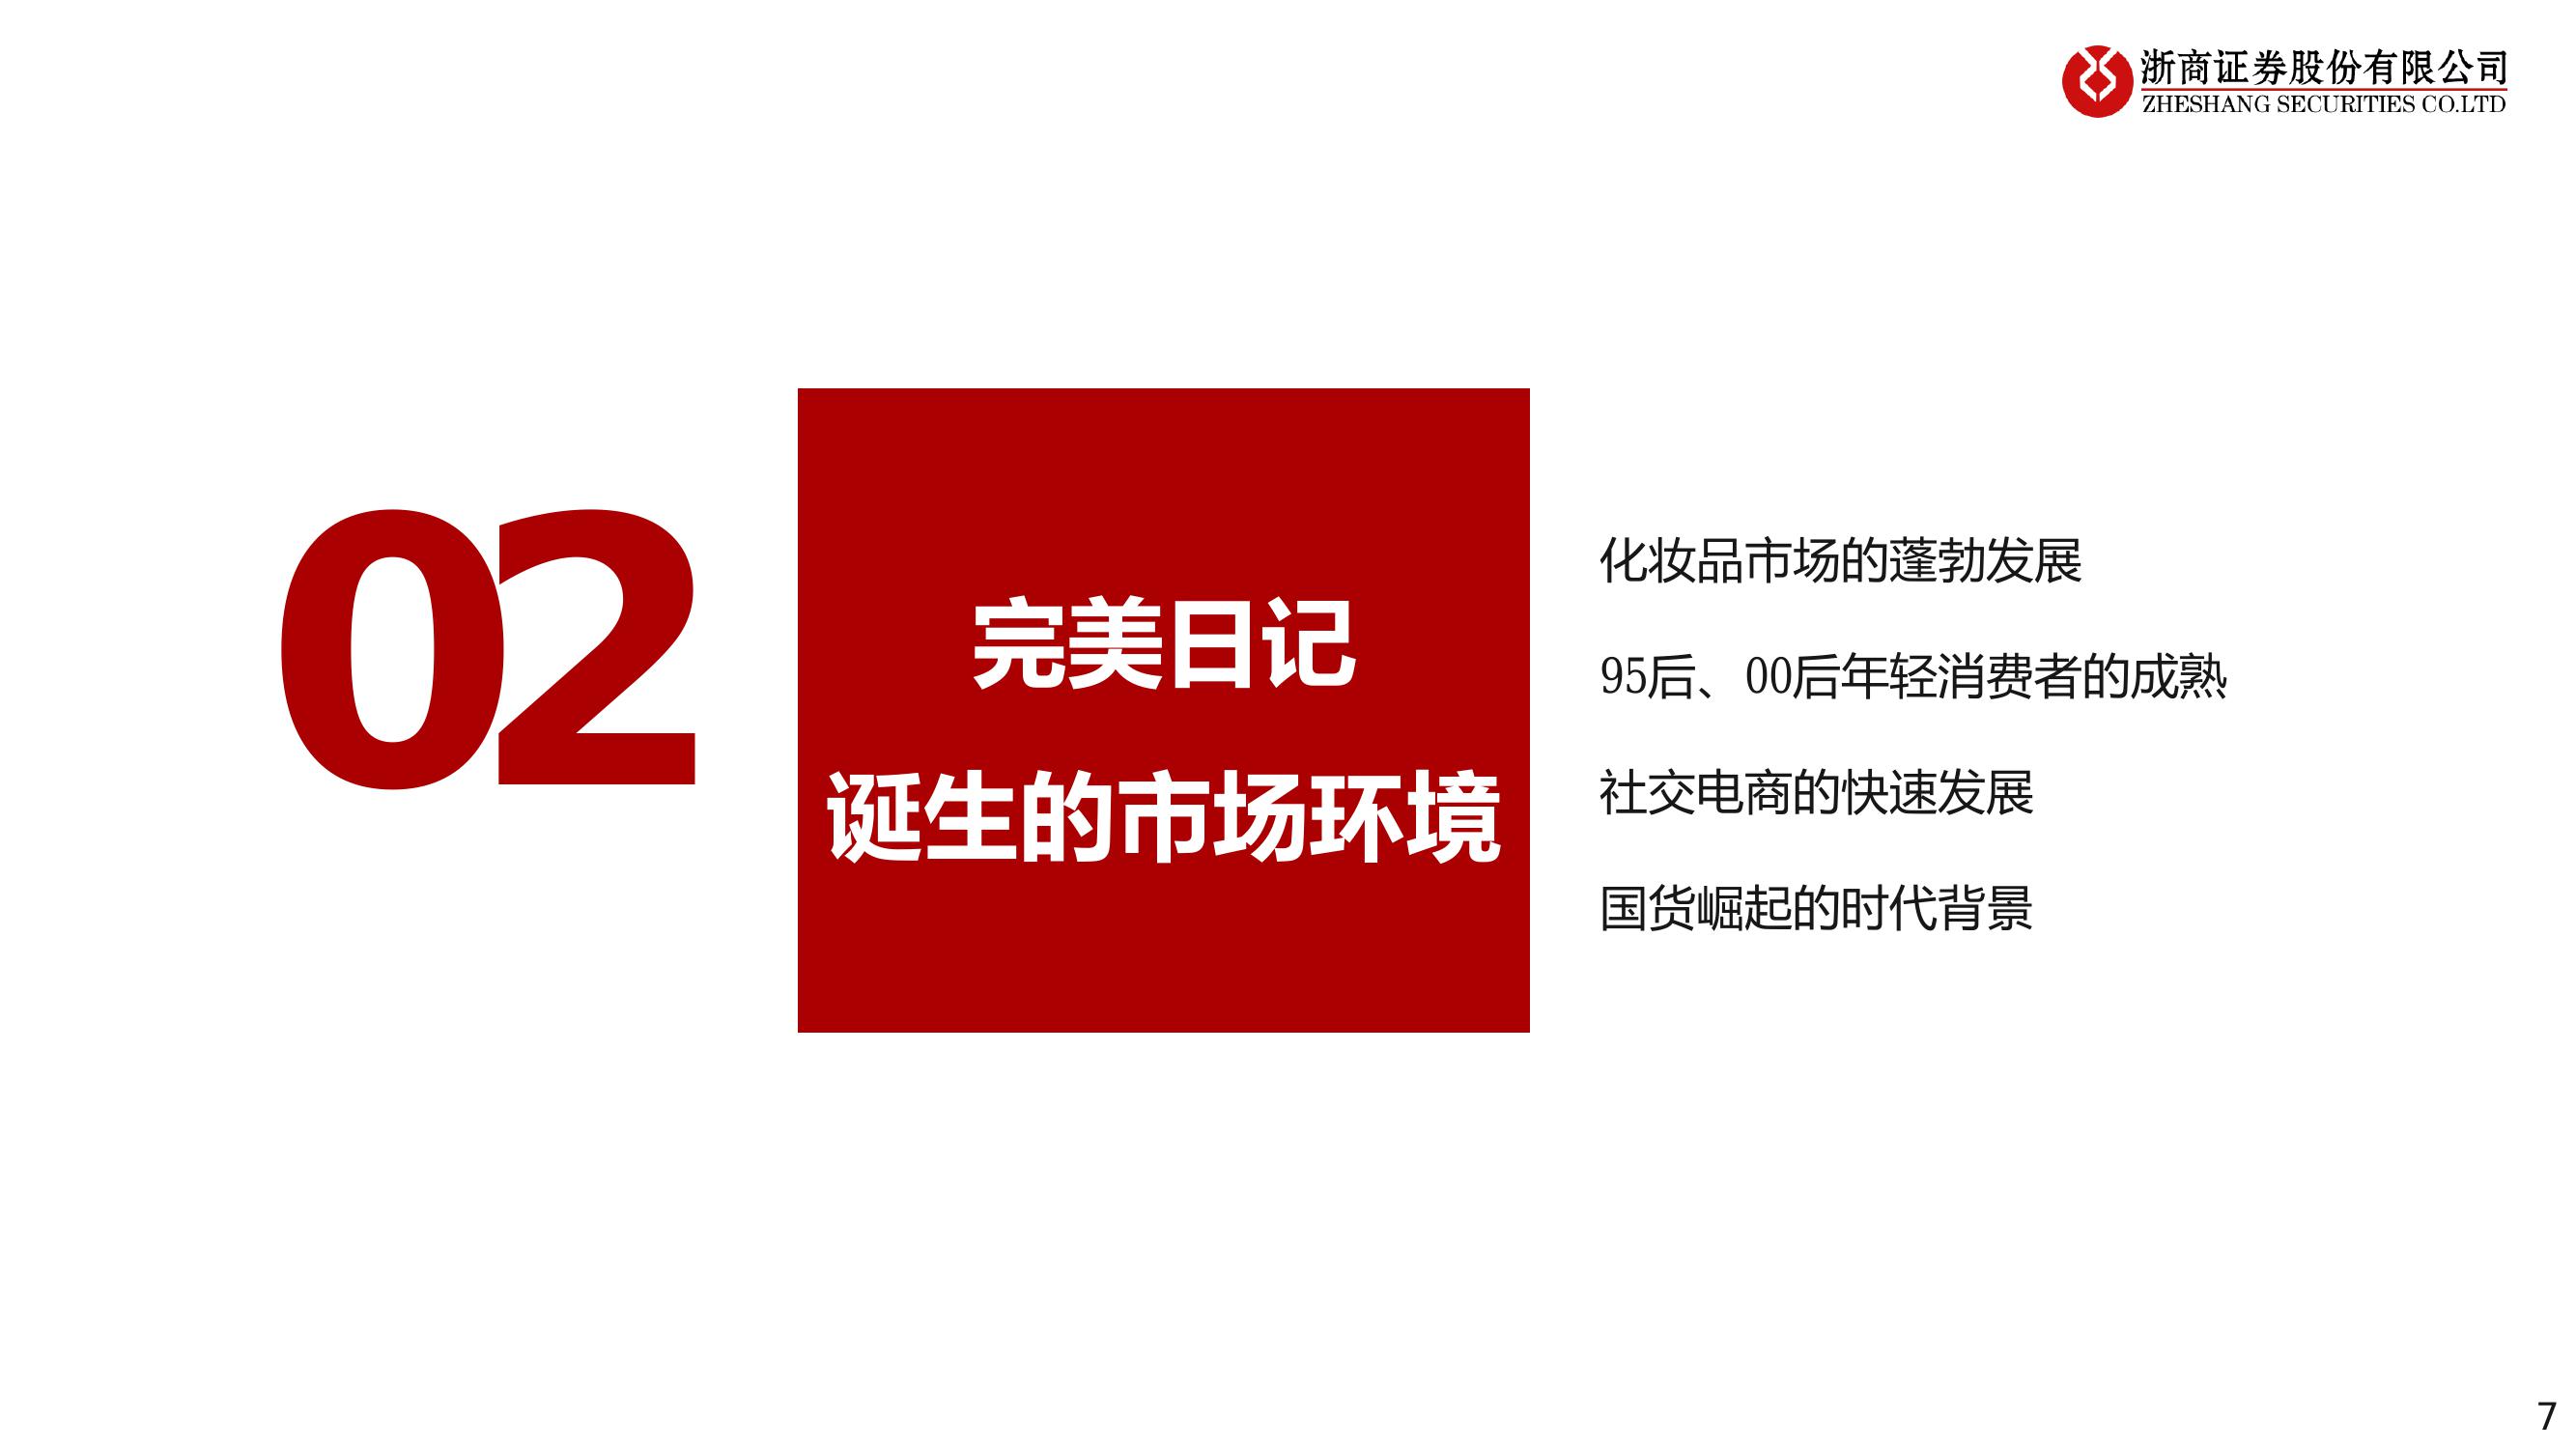 浙商证券股份有限公司
ZHESHANG SECURITIES CO.LTD
02
完美日记
诞生的市场环境
化妆品市场的蓬勃发展
95后、00后年轻消费者的成熟
社交电商的快速发展
国货崛起的时代背景
7